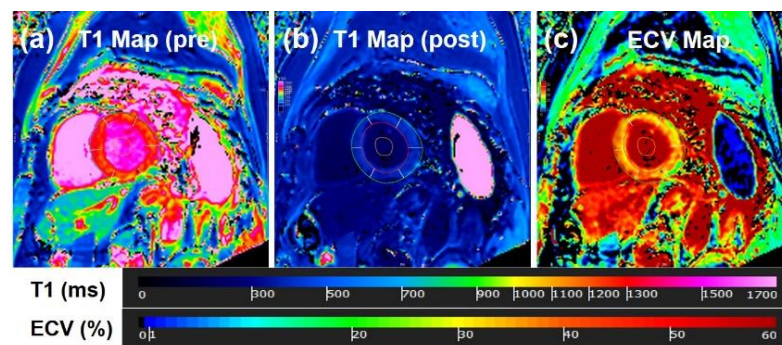 (a) T1 Map (pre)
(b) T1 Map (post)
(c) ECV Map
T1 (ms) 0 300 500 700 900 1000 1100 1200 1300 1500 1700
ECV (%) 0 1 20 30 40 50 60